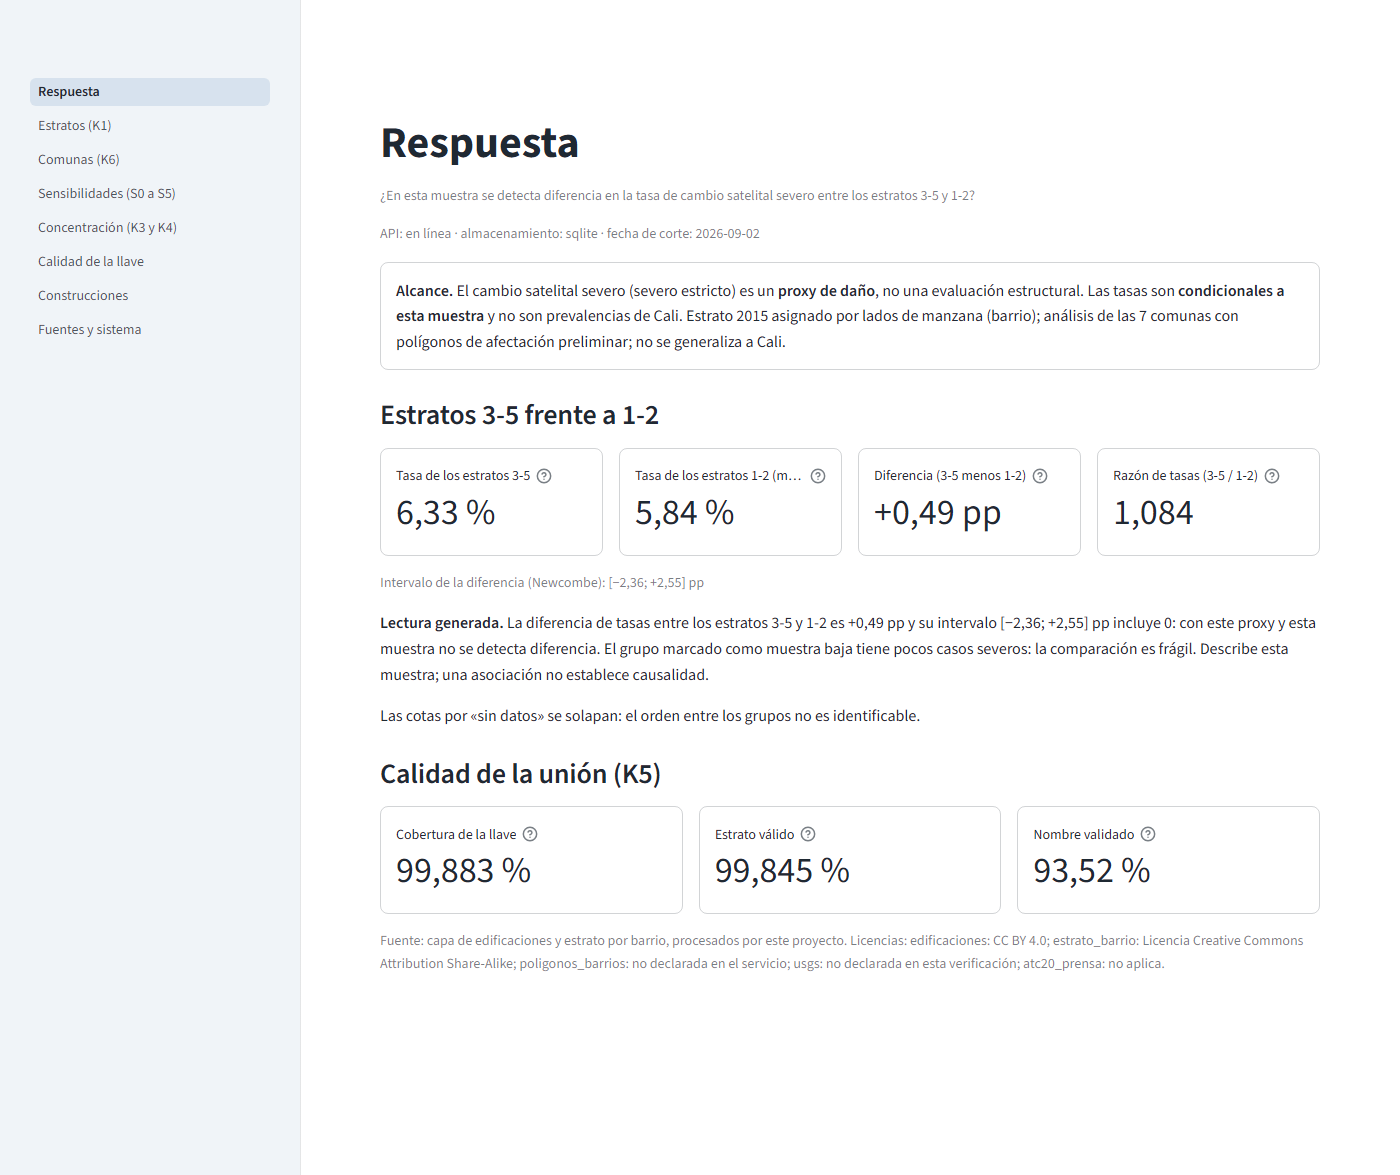 Respuesta
Estratos (K1)
Comunas (K6)
Sensibilidades (S0 a S5)
Concentración (K3 y K4)
Calidad de la llave
Construcciones
Fuentes y sistema
Respuesta
¿En esta muestra se detecta diferencia en la tasa de cambio satelital severo entre los estratos 3-5 y 1-2?
API: en línea · almacenamiento: sqlite · fecha de corte: 2026-09-02
Alcance. El cambio satelital severo (severo estricto) es un proxy de daño, no una evaluación estructural. Las tasas son condicionales a
esta muestra y no son prevalencias de Cali. Estrato 2015 asignado por lados de manzana (barrio); análisis de las 7 comunas con
polígonos de afectación preliminar; no se generaliza a Cali.
Estratos 3-5 frente a 1-2
Tasa de los estratos 3-5
6,33 %
Tasa de los estratos 1-2 (m…
5,84 %
Diferencia (3-5 menos 1-2)
+0,49 pp
Razón de tasas (3-5 / 1-2)
1,084
Intervalo de la diferencia (Newcombe): [−2,36; +2,55] pp
Lectura generada. La diferencia de tasas entre los estratos 3-5 y 1-2 es +0,49 pp y su intervalo [−2,36; +2,55] pp incluye 0: con este proxy y esta
muestra no se detecta diferencia. El grupo marcado como muestra baja tiene pocos casos severos: la comparación es frágil. Describe esta
muestra; una asociación no establece causalidad.
Las cotas por «sin datos» se solapan: el orden entre los grupos no es identificable.
Calidad de la unión (K5)
Cobertura de la llave
99,883 %
Estrato válido
99,845 %
Nombre validado
93,52 %
Fuente: capa de edificaciones y estrato por barrio, procesados por este proyecto. Licencias: edificaciones: CC BY 4.0; estrato_barrio: Licencia Creative Commons
Attribution Share-Alike; poligonos_barrios: no declarada en el servicio; usgs: no declarada en esta verificación; atc20_prensa: no aplica.